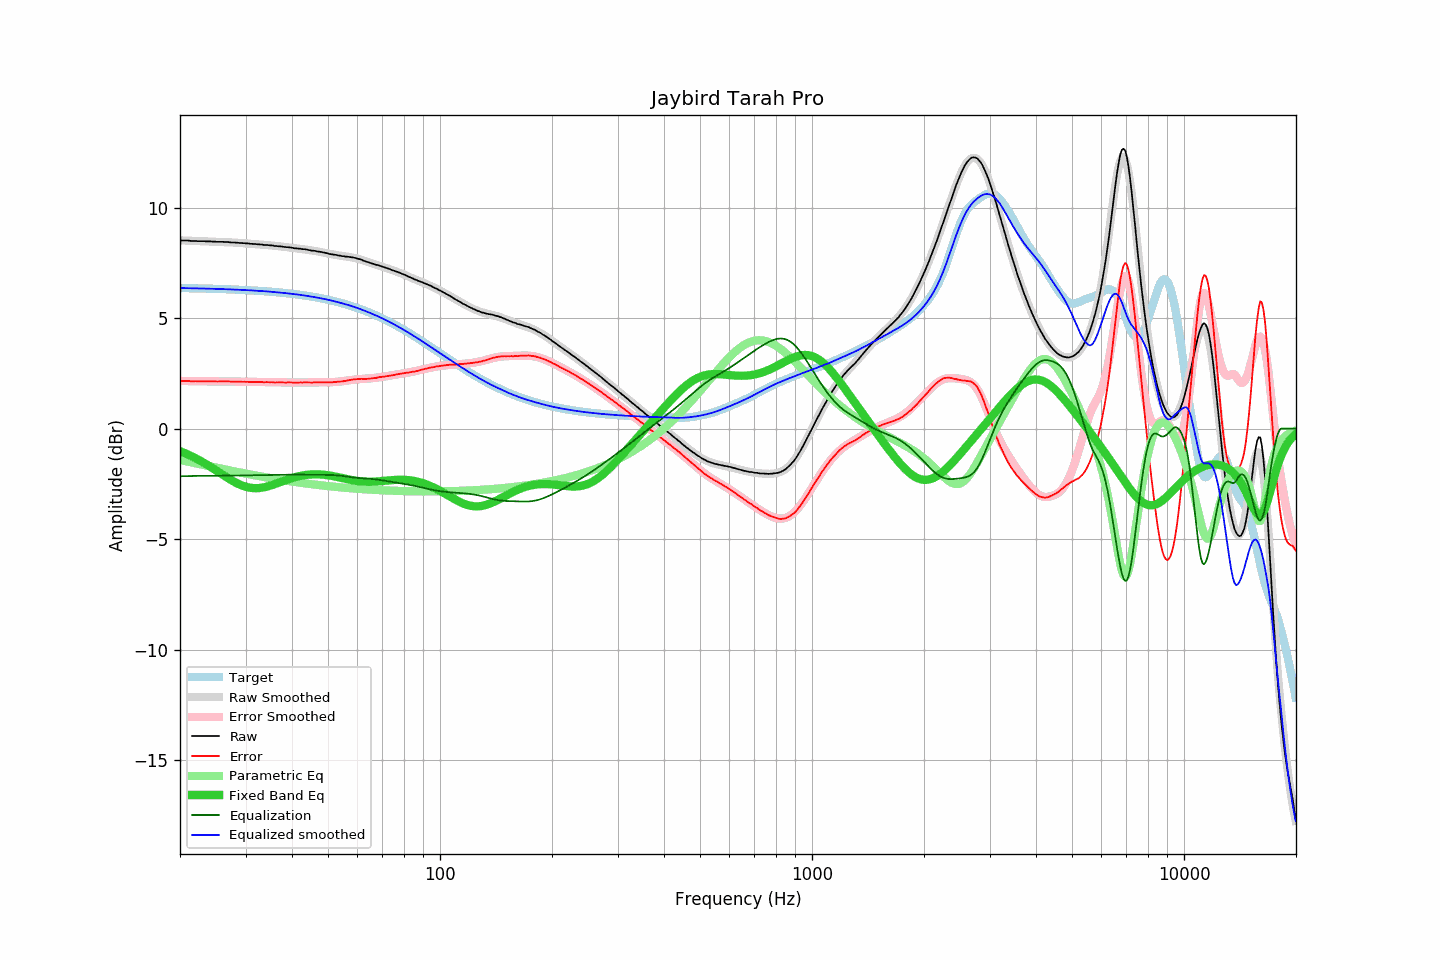 Jaybird Tarah Pro
Amplitude (dBr)
10
5
0
−5
−10
−15
Target
Raw Smoothed
Error Smoothed
Raw
Error
Parametric Eq
Fixed Band Eq
Equalization
Equalized smoothed
100 1000 10000
Frequency (Hz)